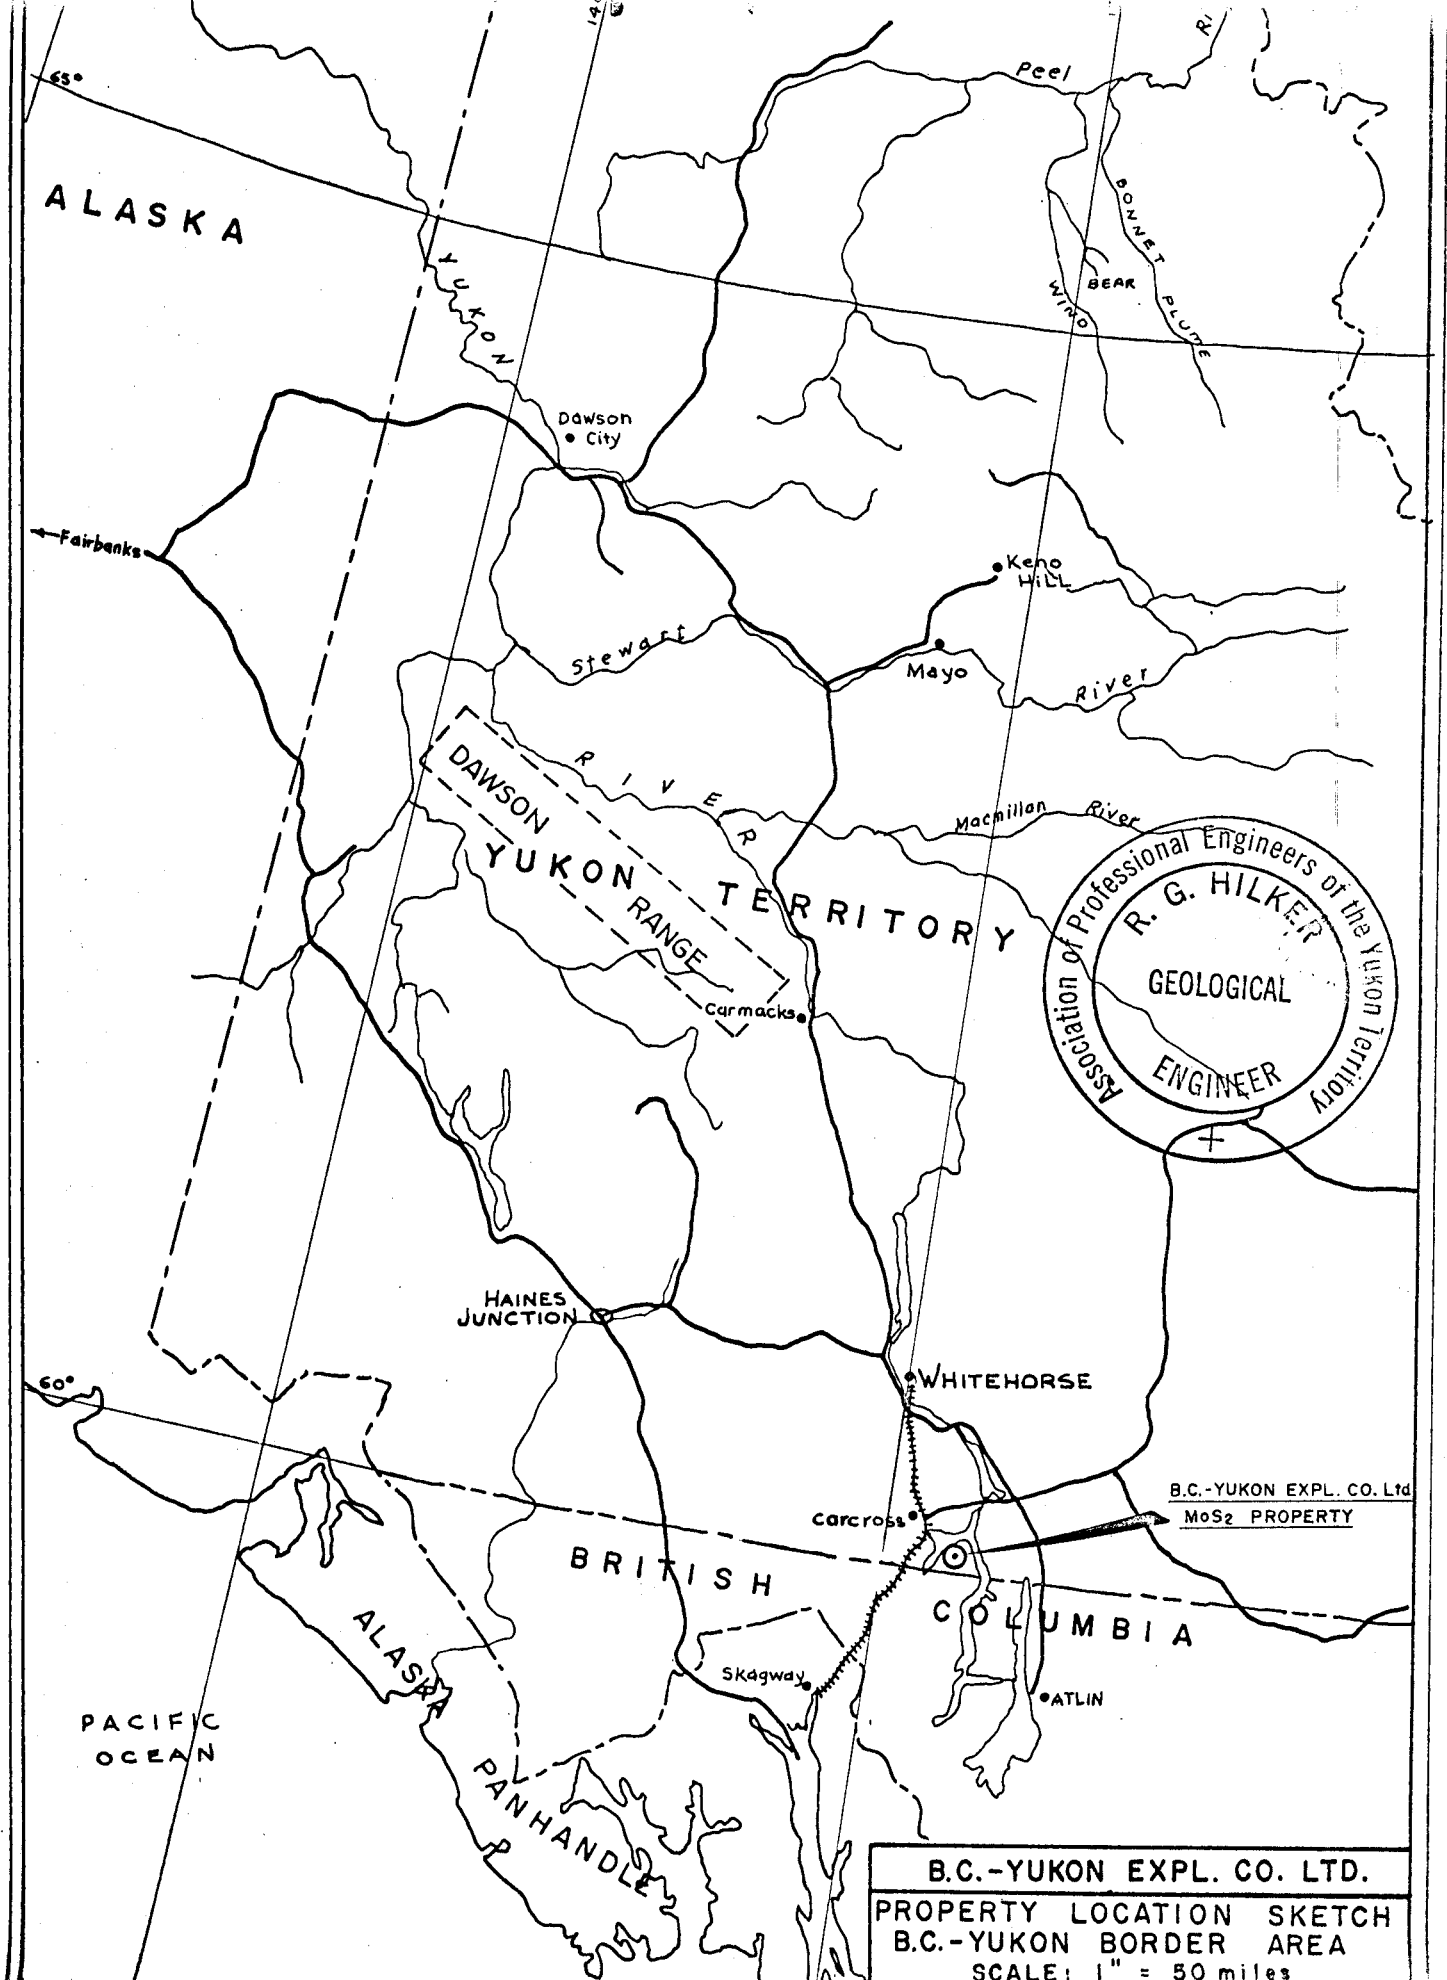 65°
Peel
ALASKA
YUKON
BONNET PLUME
BEAR
WIND
Dawson
City
Fairbanks
Keno
HILL
Stewart
Mayo
River
DAWSON
RANGE
RIVER
Macmillan River
YUKON TERRITORY
Carmacks
Association of Professional Engineers of the Yukon Territory
R. G. HILKER
GEOLOGICAL
ENGINEER
HAINES
JUNCTION
WHITEHORSE
60°
Carcross
B.C.-YUKON EXPL. CO. Ltd
MoS2 PROPERTY
BRITISH
COLUMBIA
ALASKA
PANHANDLE
Skagway
ATLIN
PACIFIC
OCEAN
B.C.-YUKON EXPL. CO. LTD.
PROPERTY LOCATION SKETCH
B.C.-YUKON BORDER AREA
SCALE: 1" = 50 miles